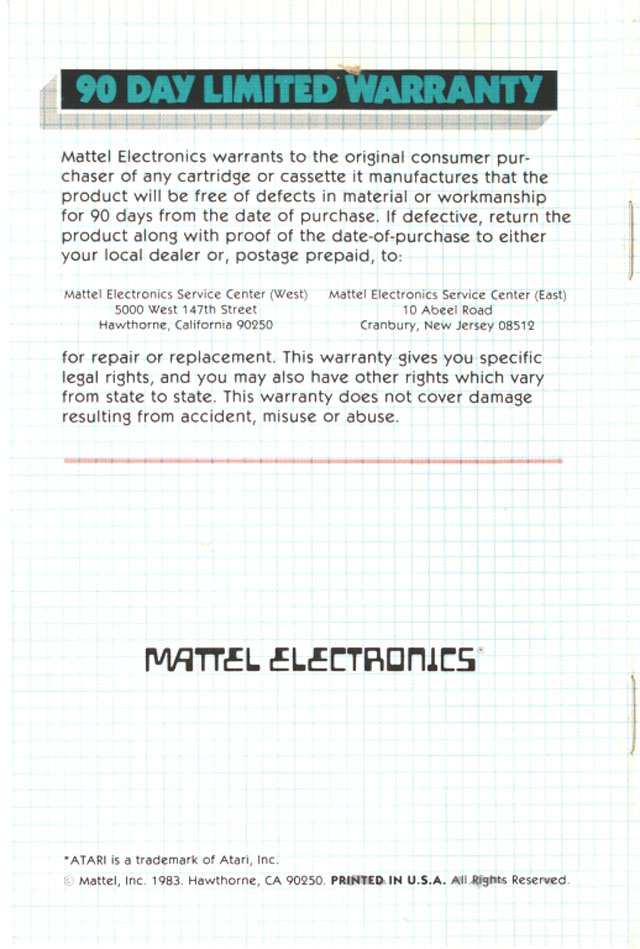 90 DAY LIMITED WARRANTY
Mattel Electronics warrants to the original consumer pur-
chaser of any cartridge or cassette it manufactures that the
product will be free of defects in material or workmanship
for 90 days from the date of purchase. If defective, return the
product along with proof of the date-of-purchase to either
your local dealer or, postage prepaid, to:
Mattel Electronics Service Center (West)
5000 West 147th Street
Hawthorne, California 90250
Mattel Electronics Service Center (East)
10 Abeel Road
Cranbury, New Jersey 08512
for repair or replacement. This warranty gives you specific
legal rights, and you may also have other rights which vary
from state to state. This warranty does not cover damage
resulting from accident, misuse or abuse.
MATTEL ELECTRONICS®
*ATARI is a trademark of Atari, Inc.
© Mattel, Inc. 1983. Hawthorne, CA 90250. PRINTED IN U.S.A. All Rights Reserved.